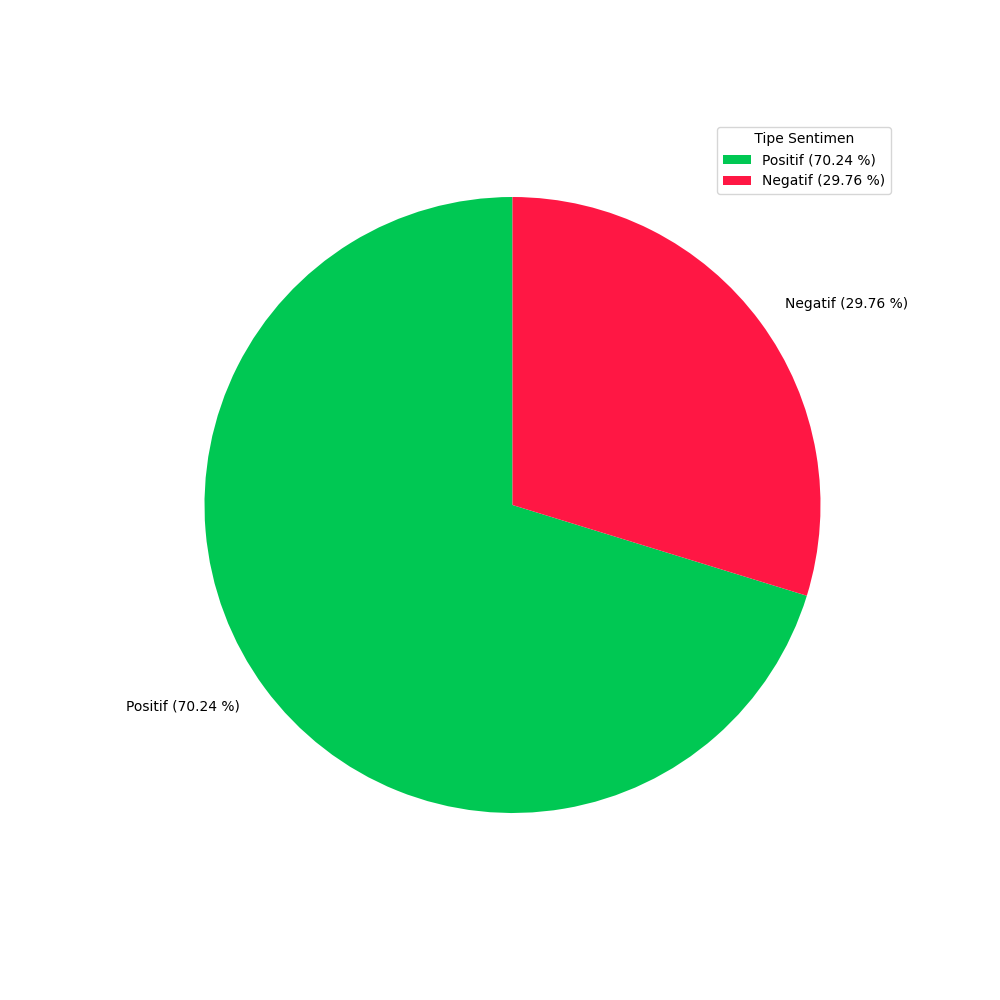 Tipe Sentimen
Positif (70.24 %)
Negatif (29.76 %)
Negatif (29.76 %)
Positif (70.24 %)